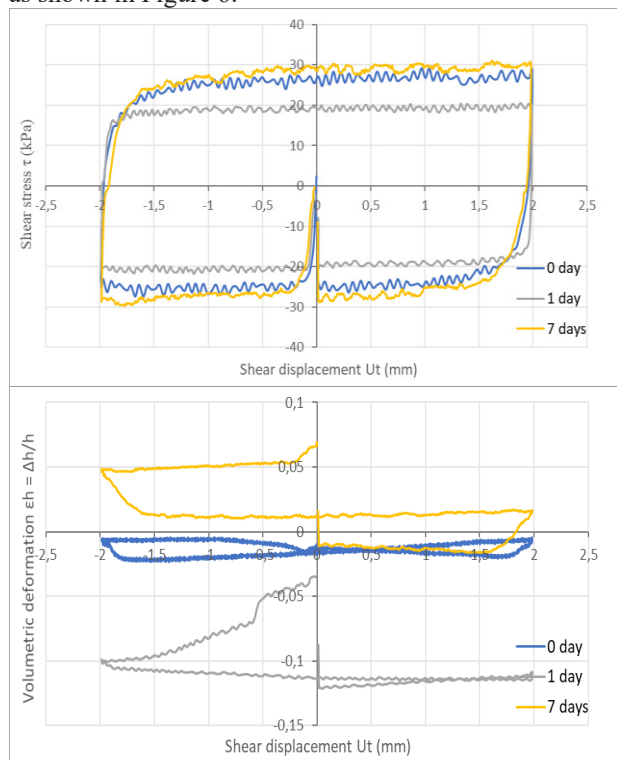 as shown in Figure 6.
40
30
20
10
0
-10
-20
-30
-40
-2,5 -2 -1,5 -1 -0,5 0 0,5 1 1,5 2 2,5
Shear stress τ (kPa)
0 day
1 day
7 days
Shear displacement Ut (mm)
0,1
0,05
0
-0,05
-0,1
-0,15
-2,5 -2 -1,5 -1 -0,5 0 0,5 1 1,5 2 2,5
Volumetric deformation εh = Δh/h
0 day
1 day
7 days
Shear displacement Ut (mm)